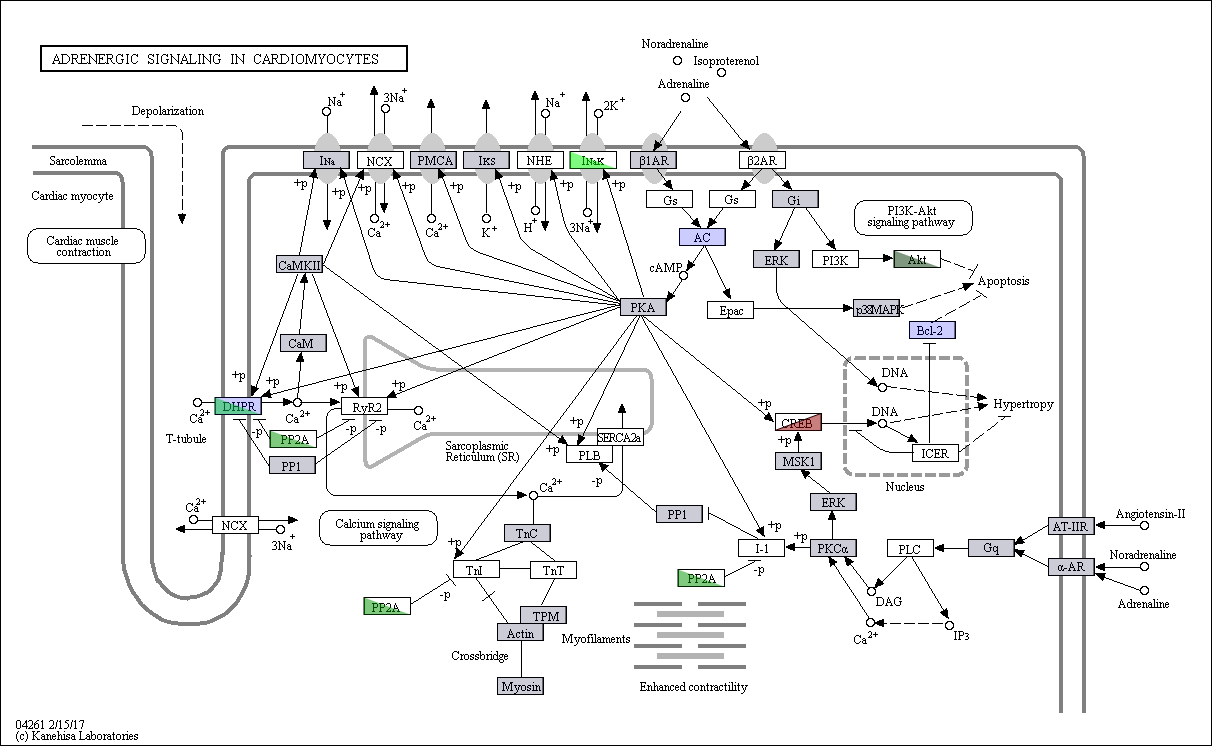 ADRENERGIC SIGNALING IN CARDIOMYOCYTES
Noradrenaline
Isoproterenol
Adrenaline
Depolarization
Na+
3Na+
Na+
2K+
Sarcolemma
INa
NCX
PMCA
IKS
NHE
INaK
β1AR
β2AR
+p
+p
+p
+p
+p
+p
+p
Cardiac myocyte
Ca2+
Ca2+
K+
H+
3Na+
Gs
Gs
Gi
PI3K-Akt
signaling pathway
Cardiac muscle
contraction
AC
CaMKII
cAMP
ERK
PI3K
Akt
Apoptosis
PKA
Epac
p38MAPK
Bcl-2
CaM
DNA
+p
+p
+p
+p
Ca2+
DHPR
Ca2+
RyR2
Ca2+
+p
Hypertropy
DNA
T-tubule
-p
PP2A
-p
-p
+p
CREB
+p
SERCA2a
PLB
+p
Sarcoplasmic
Reticulum (SR)
PP1
MSK1
ICER
-p
Nucleus
Ca2+
ERK
Ca2+
NCX
3Na+
Calcium signaling
pathway
PP1
TnC
+p
I-1
+p
PKCα
PLC
Gq
AT-IIR
Angiotensin-II
Noradrenaline
α-AR
Adrenaline
+p
TnI
TnT
-p
PP2A
-p
PP2A
DAG
IP3
Ca2+
TPM
Actin
Myofilaments
Crossbridge
Myosin
Enhanced contractility
04261 2/15/17
(c) Kanehisa Laboratories